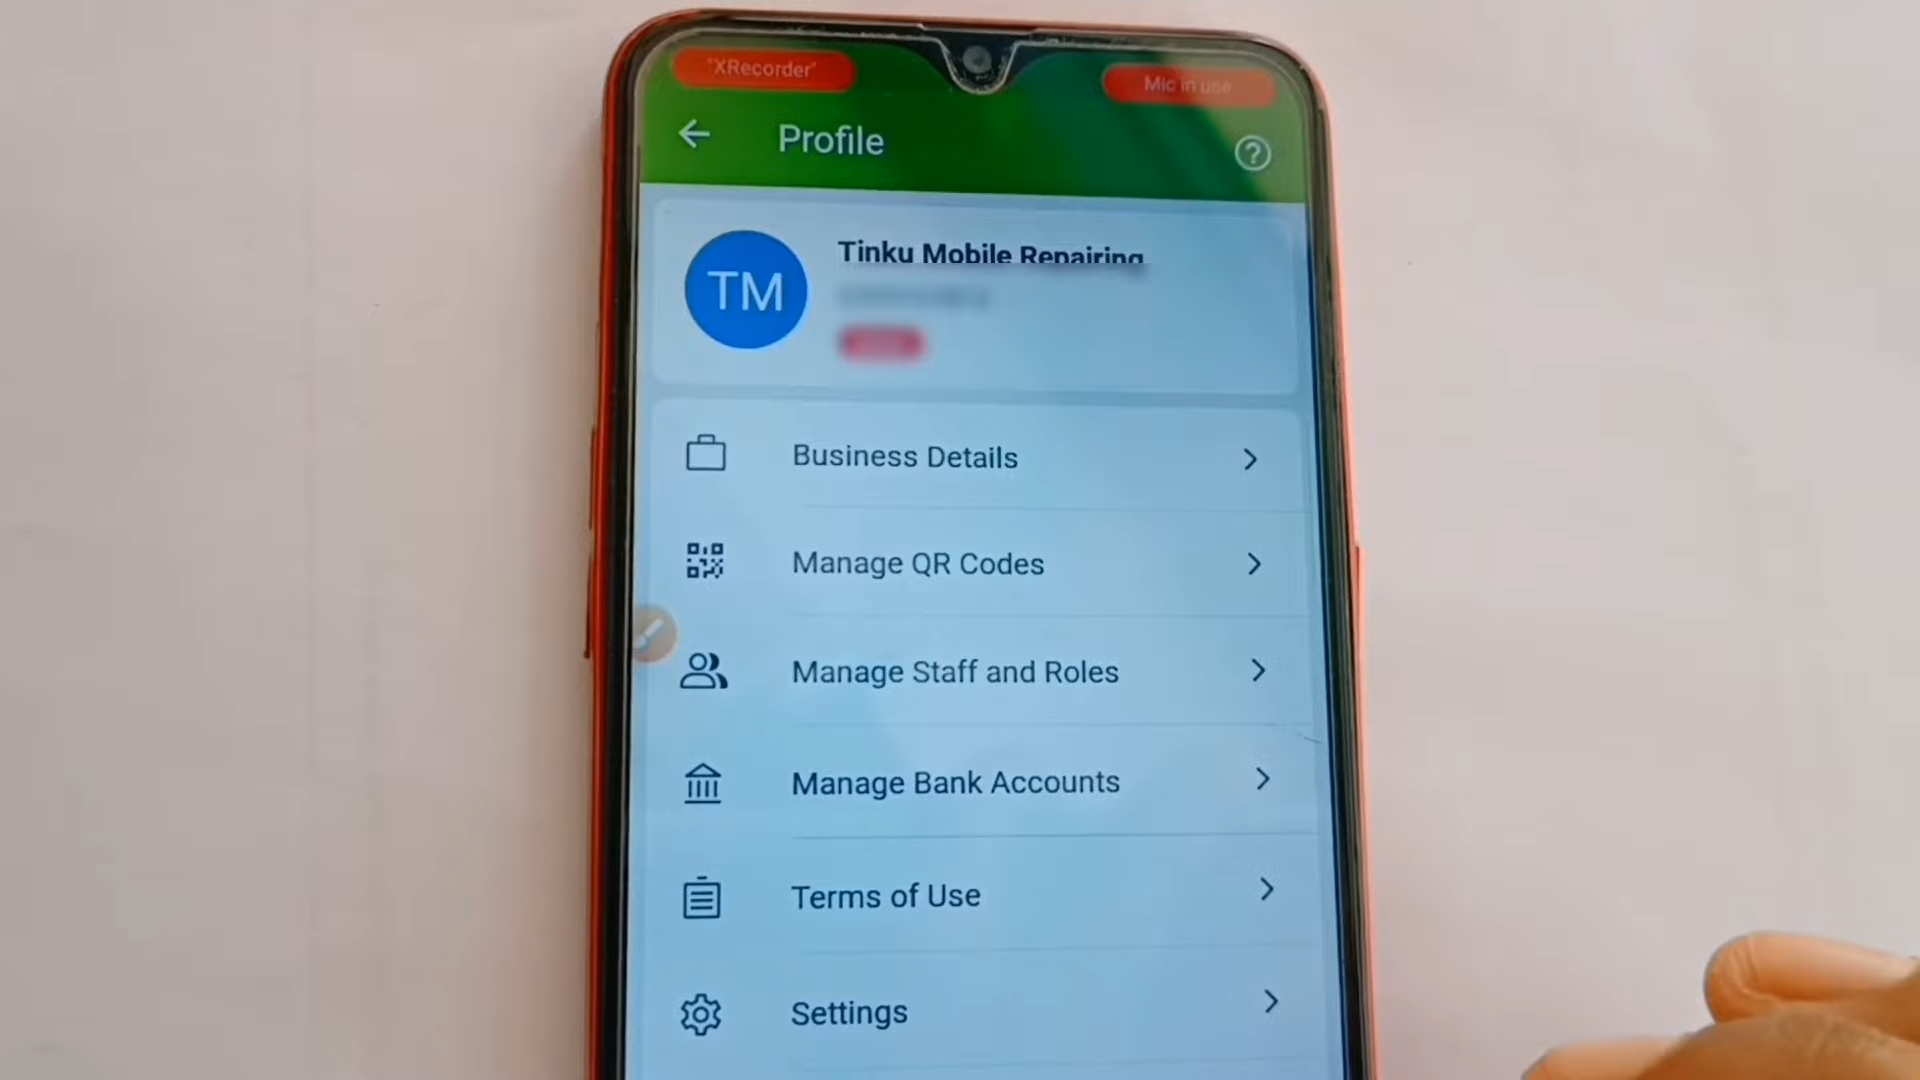 "XRecorder"
Mic in use
Profile
TM
Tinku Mobile Repairing
Business Details
Manage QR Codes
Manage Staff and Roles
Manage Bank Accounts
Terms of Use
Settings